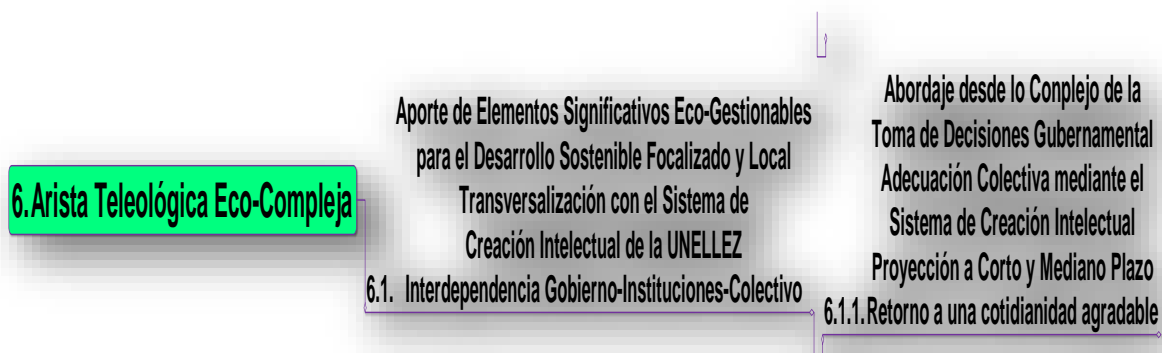 6. Arista Teleológica Eco-Compleja
Aporte de Elementos Significativos Eco-Gestionables
para el Desarrollo Sostenible Focalizado y Local
Transversalización con el Sistema de
Creación Intelectual de la UNELLEZ
6.1. Interdependencia Gobierno-Instituciones-Colectivo
Abordaje desde lo Conplejo de la
Toma de Decisiones Gubernamental
Adecuación Colectiva mediante el
Sistema de Creación Intelectual
Proyección a Corto y Mediano Plazo
6.1.1. Retorno a una cotidianidad agradable